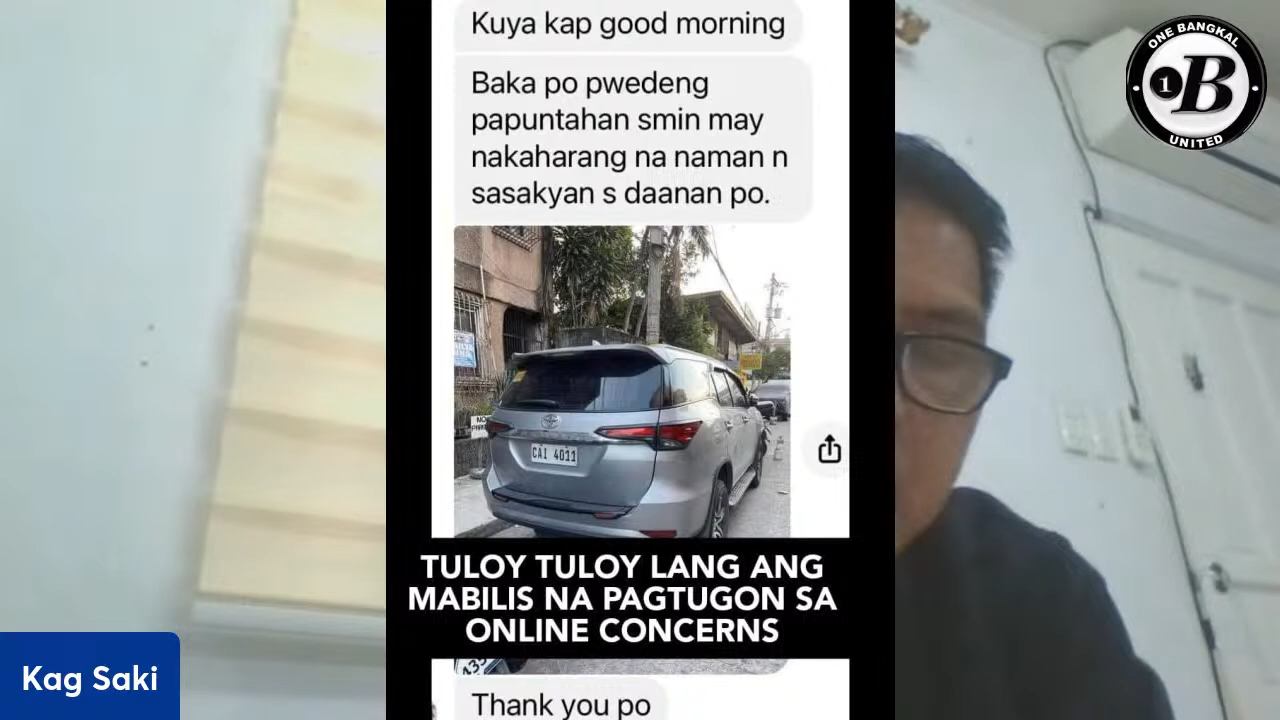 Kuya kap good morning
Baka po pwedeng
papuntahan smin may
nakaharang na naman n
sasakyan s daanan po.
CAI 4011
TULOY TULOY LANG ANG
MABILIS NA PAGTUGON SA
ONLINE CONCERNS
Thank you po
Kag Saki
ONE BANGKAL
1B
UNITED